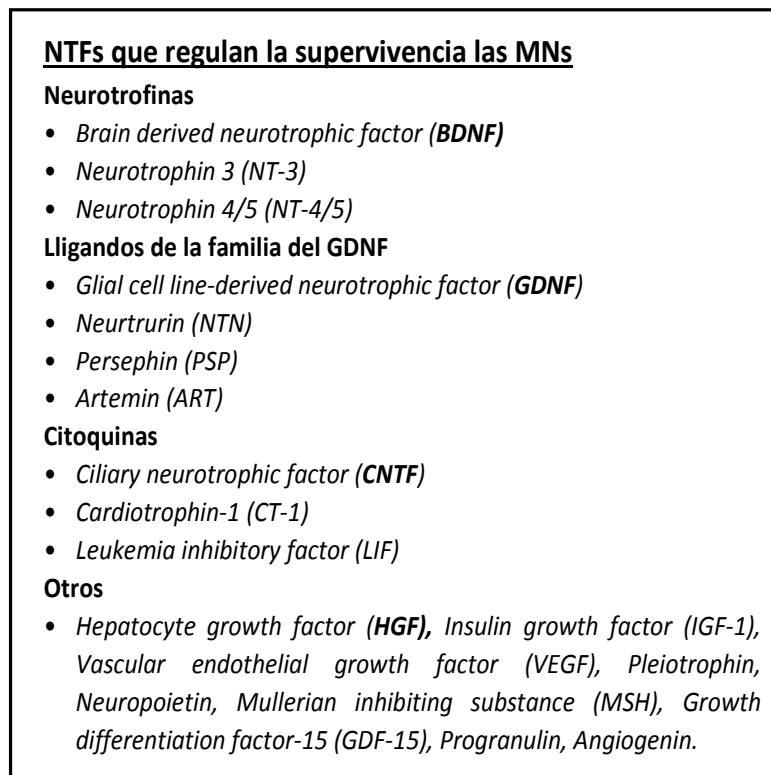 NTFs que regulan la supervivencia las MNs
Neurotrofinas
• Brain derived neurotrophic factor (BDNF)
• Neurotrophin 3 (NT-3)
• Neurotrophin 4/5 (NT-4/5)
Lligandos de la familia del GDNF
• Glial cell line-derived neurotrophic factor (GDNF)
• Neurtrurin (NTN)
• Persephin (PSP)
• Artemin (ART)
Citoquinas
• Ciliary neurotrophic factor (CNTF)
• Cardiotrophin-1 (CT-1)
• Leukemia inhibitory factor (LIF)
Otros
• Hepatocyte growth factor (HGF), Insulin growth factor (IGF-1),
Vascular endothelial growth factor (VEGF), Pleiotrophin,
Neuropoietin, Mullerian inhibiting substance (MSH), Growth
differentiation factor-15 (GDF-15), Progranulin, Angiogenin.